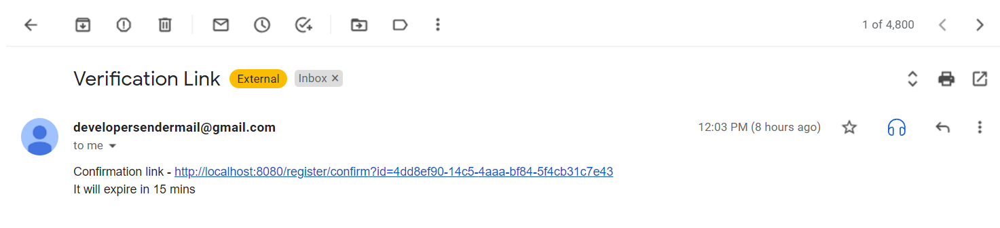 1 of 4,800
Verification Link External Inbox ×
developersendermail@gmail.com 12:03 PM (8 hours ago)
to me
Confirmation link - http://localhost:8080/register/confirm?id=4dd8ef90-14c5-4aaa-bf84-5f4cb31c7e43
It will expire in 15 mins